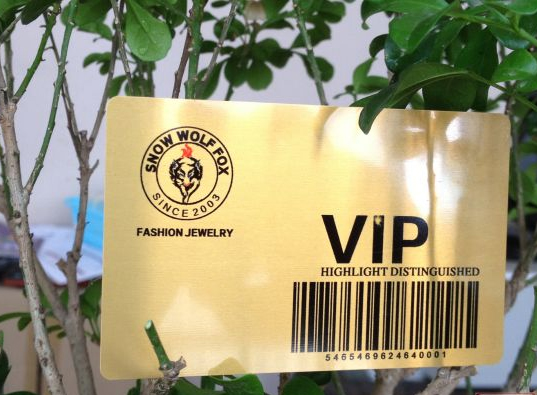 SNOW WOLF FOX
SINCE 2003
FASHION JEWELRY
VIP
HIGHLIGHT DISTINGUISHED
5465469624640001